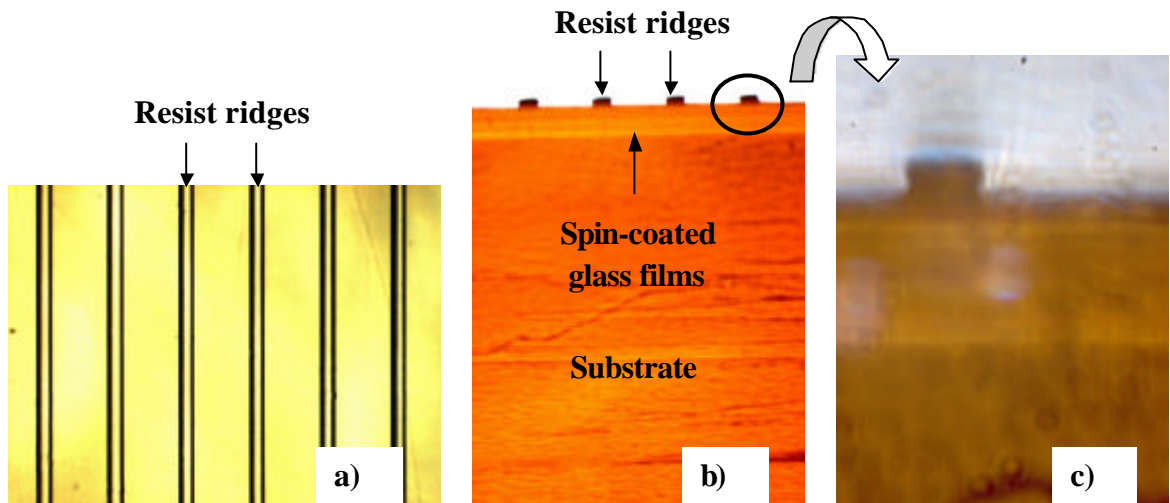 Resist ridges
Resist ridges
Spin-coated
glass films
Substrate
a)
b)
c)